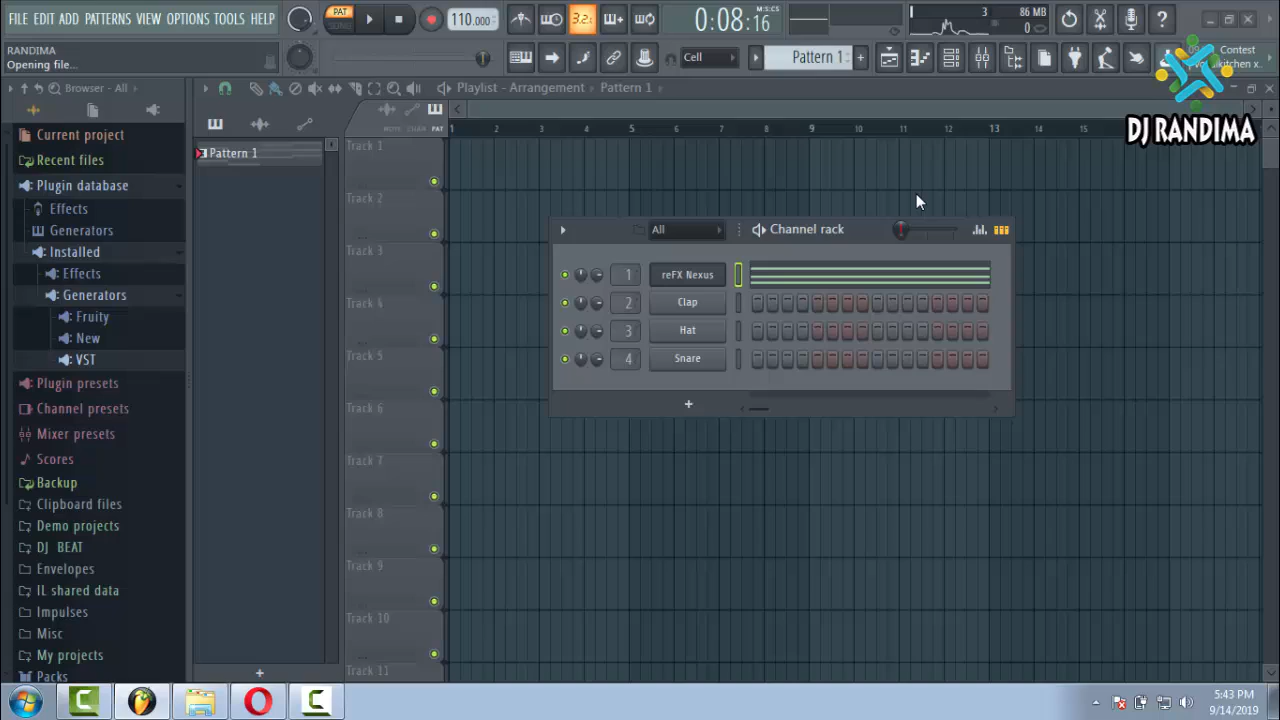 FILE EDIT ADD PATTERNS VIEW OPTIONS TOOLS HELP
PAT
SONG
110.000
3.2
0:08:16
M:S:CS
3
86 MB
0
RANDIMA
Opening file...
Cell
Pattern 1
Contest
DJ RANDIMA
Browser - All
Playlist - Arrangement
Pattern 1
Current project
Recent files
Plugin database
Effects
Generators
Installed
Effects
Generators
Fruity
New
VST
Plugin presets
Channel presets
Mixer presets
Scores
Backup
Clipboard files
Demo projects
DJ BEAT
Envelopes
IL shared data
Impulses
Misc
My projects
Packs
Pattern 1
NOTE CHAN PAT
1 2 3 4 5 6 7 8 9 10 11 12 13 14 15
Track 1
Track 2
Track 3
Track 4
Track 5
Track 6
Track 7
Track 8
Track 9
Track 10
Track 11
All
Channel rack
1 reFX Nexus
2 Clap
3 Hat
4 Snare
5:43 PM
9/14/2019